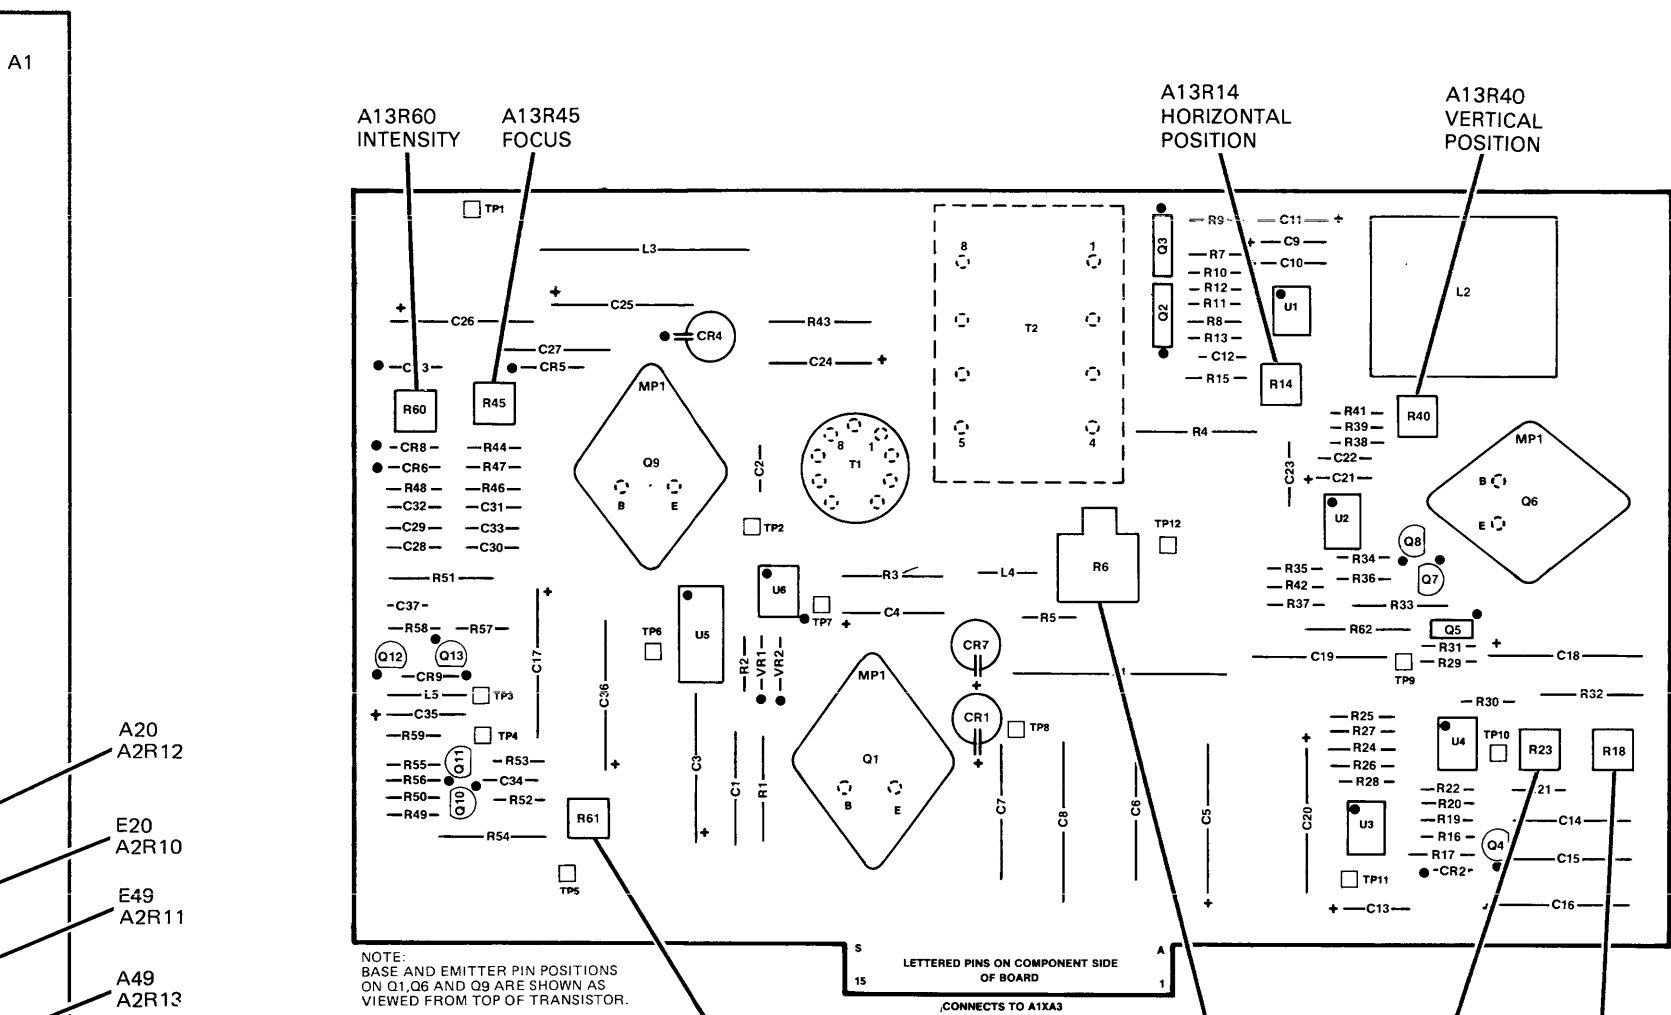 A1
A13R60
INTENSITY
A13R45
FOCUS
A13R14
HORIZONTAL
POSITION
A13R40
VERTICAL
POSITION
TP1
L3
C25
C26
C27
CR5
CR4
R43
C24
R60
R45
CR8
CR6
R48
C32
C29
C28
R44
R47
R46
C31
C33
C30
R51
C37
R58
R57
Q12
Q13
CR9
L5
TP3
C35
R59
TP4
R55
R56
R50
R49
Q11
Q10
R53
C34
R52
R54
R61
TP5
C17
C36
MP1
Q9
B
E
C2
TP2
8
1
T1
U5
U6
TP6
TP7
R2
VR1
VR2
C3
C1
R1
8
1
T2
5
4
R3
C4
L4
R5
R6
TP12
CR7
CR1
TP8
MP1
Q1
B
E
C7
C8
C6
C5
C20
Q3
Q2
R9
C11
C9
C10
R7
R10
R12
R11
R8
R13
C12
R15
U1
R14
R4
L2
R41
R39
R38
C22
C21
R40
C23
U2
MP1
B
Q6
E
Q8
Q7
R34
R36
R33
R35
R42
R37
R62
Q5
R31
R29
C19
TP9
C18
R30
R32
R25
R27
R24
R26
R28
U4
TP10
R23
R18
U3
R22
R20
R19
R16
R17
CR2
Q4
C14
C15
C16
TP11
C13
A20
A2R12
E20
A2R10
E49
A2R11
A49
A2R13
NOTE:
BASE AND EMITTER PIN POSITIONS
ON Q1,Q6 AND Q9 ARE SHOWN AS
VIEWED FROM TOP OF TRANSISTOR.
S
A
LETTERED PINS ON COMPONENT SIDE
OF BOARD
15
1
CONNECTS TO A1XA3